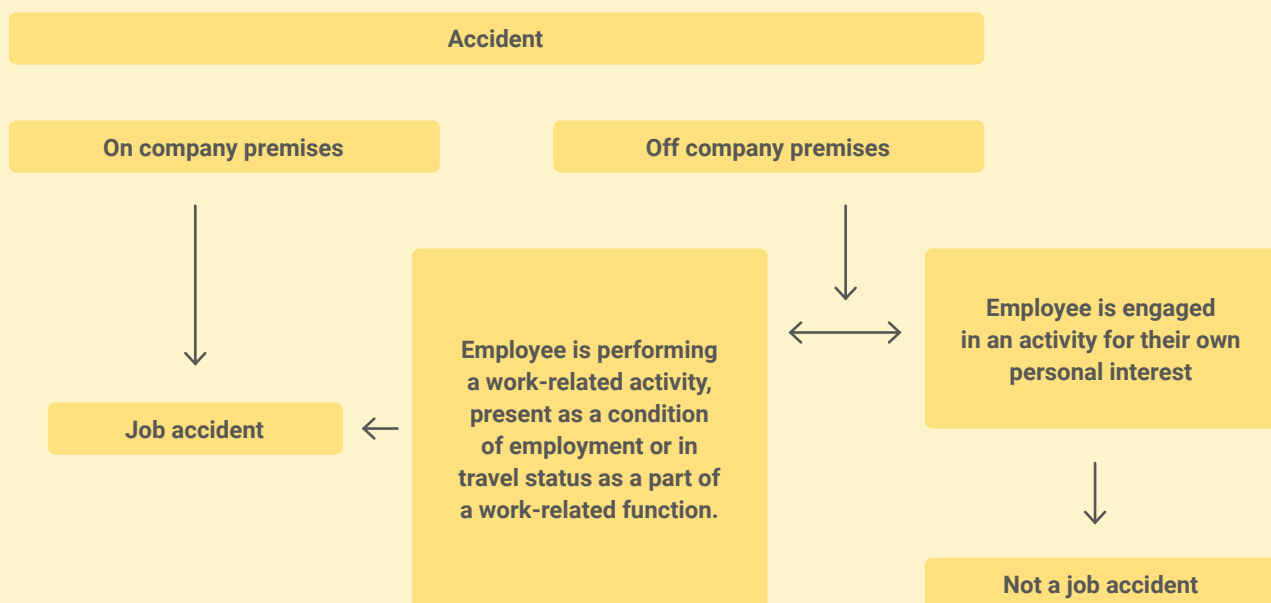 Accident
On company premises
Off company premises
Employee is performing
a work-related activity,
present as a condition
of employment or in
travel status as a part of
a work-related function.
Employee is engaged
in an activity for their own
personal interest
Job accident
Not a job accident